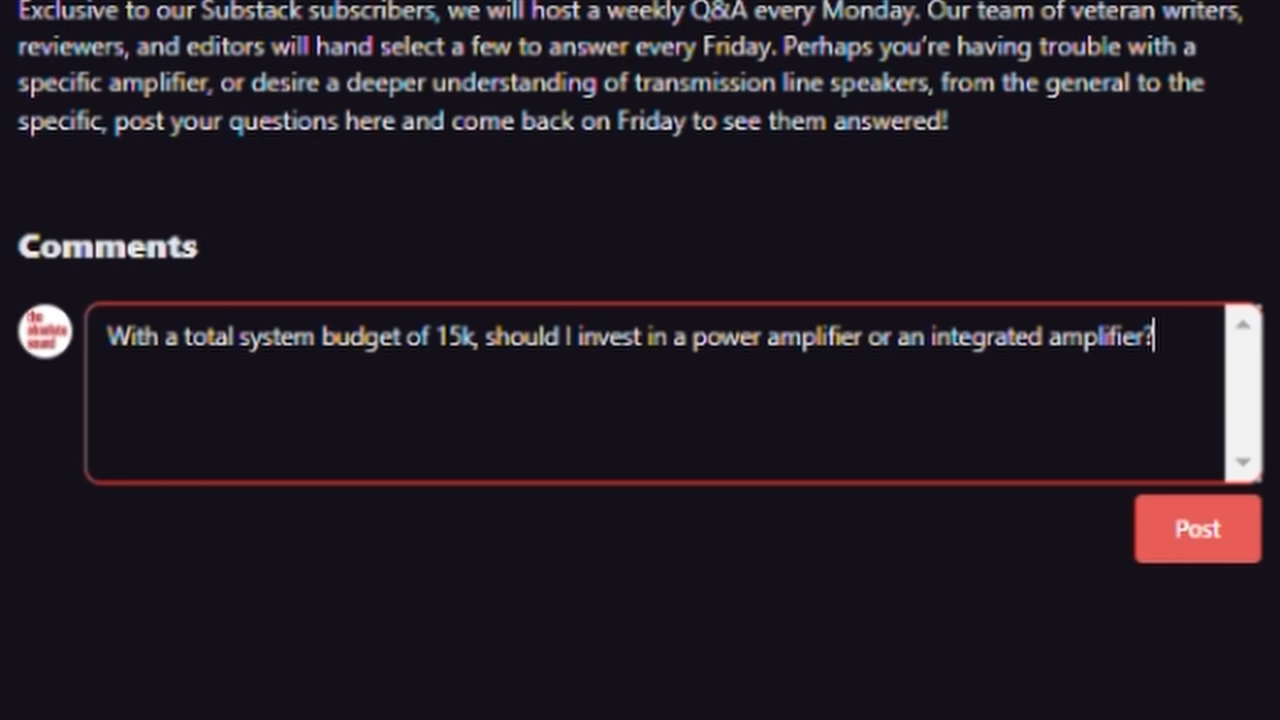 Exclusive to our Substack subscribers, we will host a weekly Q&A every Monday. Our team of veteran writers,
reviewers, and editors will hand select a few to answer every Friday. Perhaps you're having trouble with a
specific amplifier, or desire a deeper understanding of transmission line speakers, from the general to the
specific, post your questions here and come back on Friday to see them answered!
Comments
the
absolute
sound
With a total system budget of 15k, should I invest in a power amplifier or an integrated amplifier?
Post